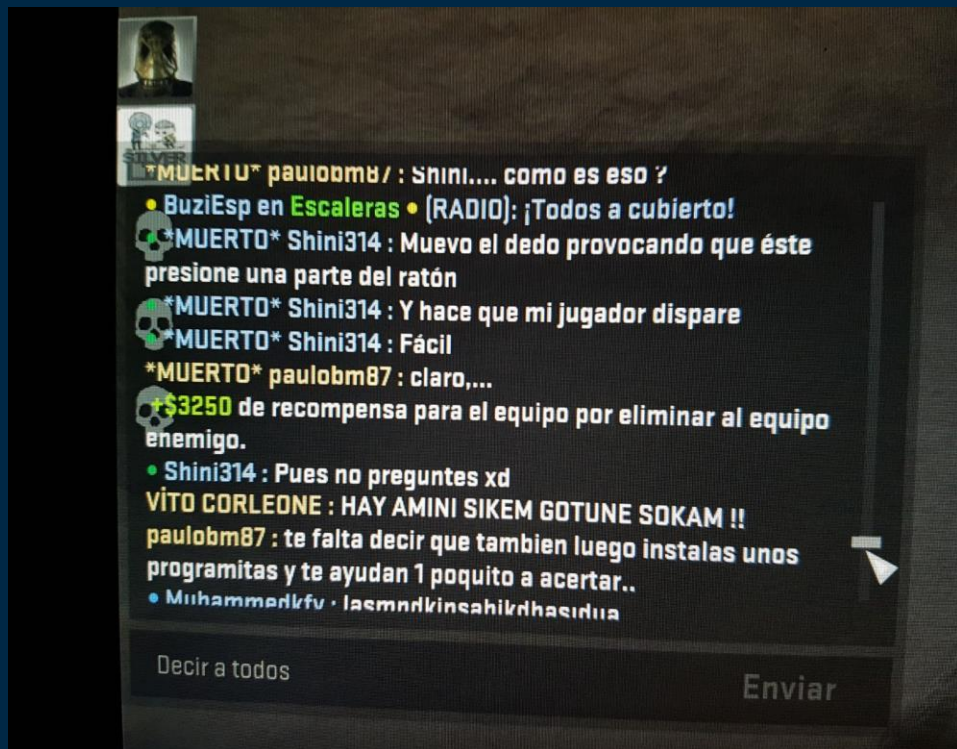 SILVER
*MUERTO* paulobm87 : Shini.... como es eso ?
• BuziEsp en Escaleras • (RADIO): ¡Todos a cubierto!
*MUERTO* Shini314 : Muevo el dedo provocando que éste
presione una parte del ratón
*MUERTO* Shini314 : Y hace que mi jugador dispare
*MUERTO* Shini314 : Fácil
*MUERTO* paulobm87 : claro,...
+$3250 de recompensa para el equipo por eliminar al equipo
enemigo.
• Shini314 : Pues no preguntes xd
VİTO CORLEONE : HAY AMINI SIKEM GOTUNE SOKAM !!
paulobm87 : te falta decir que tambien luego instalas unos
programitas y te ayudan 1 poquito a acertar..
• Muhammedkfy :
Decir a todos
Enviar